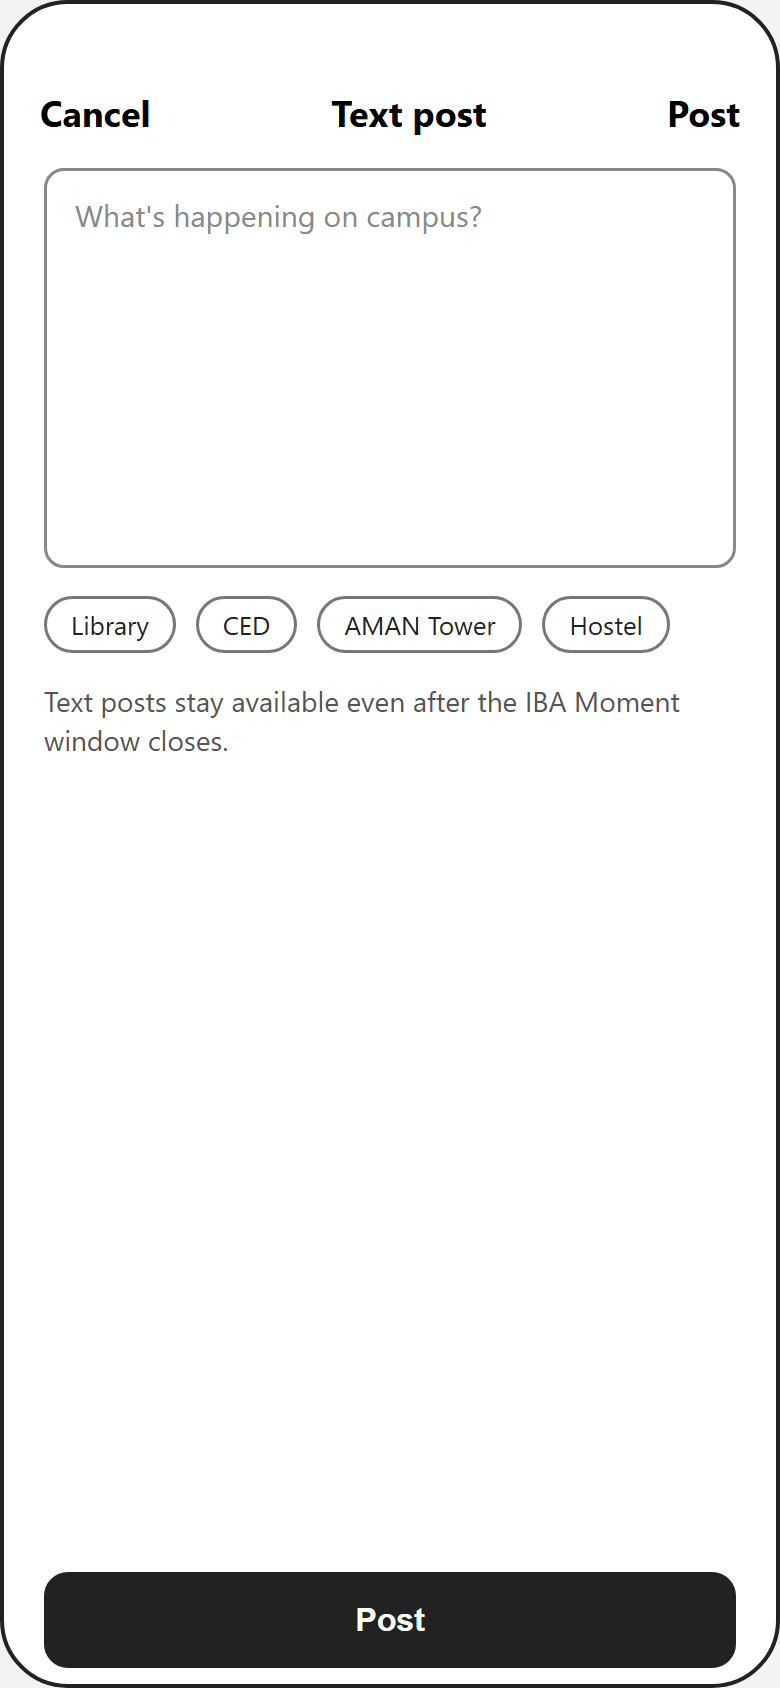 Cancel Text post Post
What's happening on campus?
Library CED AMAN Tower Hostel
Text posts stay available even after the IBA Moment
window closes.
Post